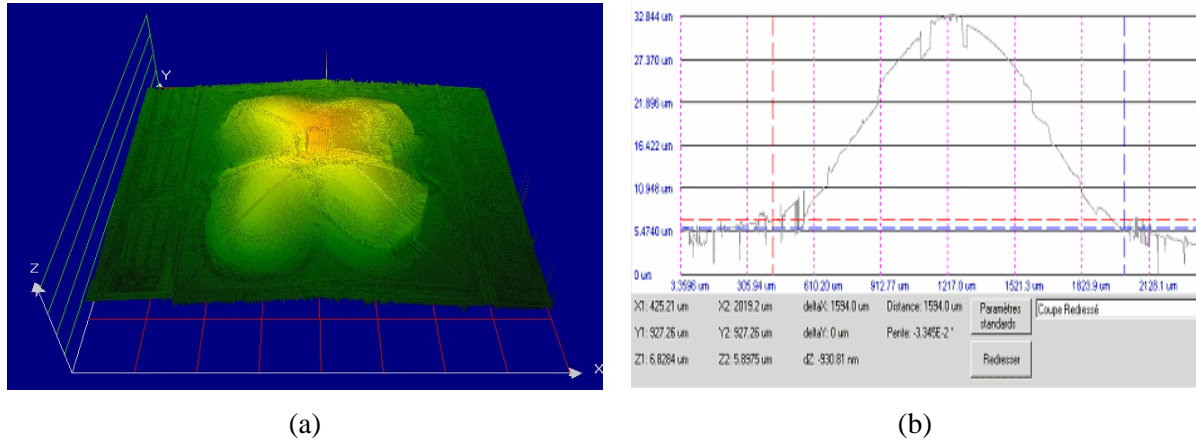 Y
Z
X
32.844 um
27.370 um
21.896 um
16.422 um
10.948 um
5.4740 um
0 um
3.3596 um 305.94 um 610.20 um 912.77 um 1217.0 um 1521.3 um 1823.9 um 2128.1 um
X1: 425.21 um X2: 2019.2 um deltaX: 1594.0 um Distance: 1594.0 um Paramètres standards Coupe Redressé
Y1: 927.26 um Y2: 927.26 um deltaY: 0 um Pente: -3.345E-2 °
Z1: 6.8284 um Z2: 5.8975 um dZ: -930.81 nm Redresser
(a) (b)